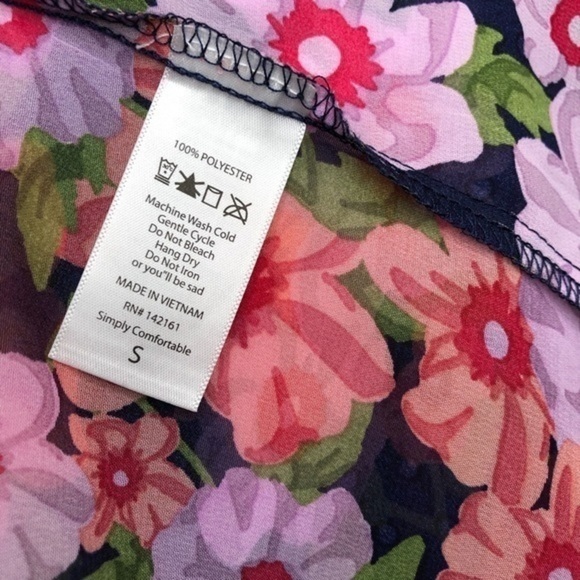 100% POLYESTER
Machine Wash Cold
Gentle Cycle
Do Not Bleach
Hang Dry
Do Not Iron
or you"ll be sad
MADE IN VIETNAM
RN# 142161
Simply Comfortable
S